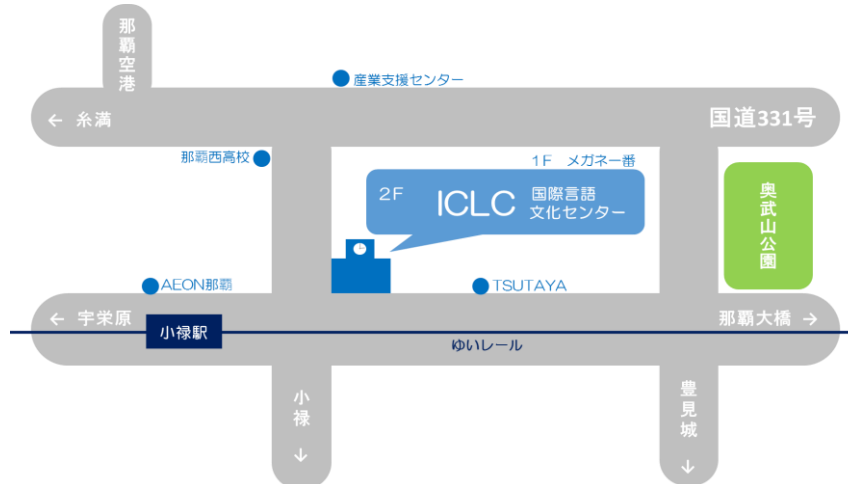 那覇空港
産業支援センター
← 糸満
国道331号
那覇西高校
1F メガネ一番
2F ICLC 国際言語
文化センター
奥武山公園
AEON那覇
TSUTAYA
← 宇栄原
那覇大橋 →
小禄駅
ゆいレール
小禄 ↓
豊見城 ↓